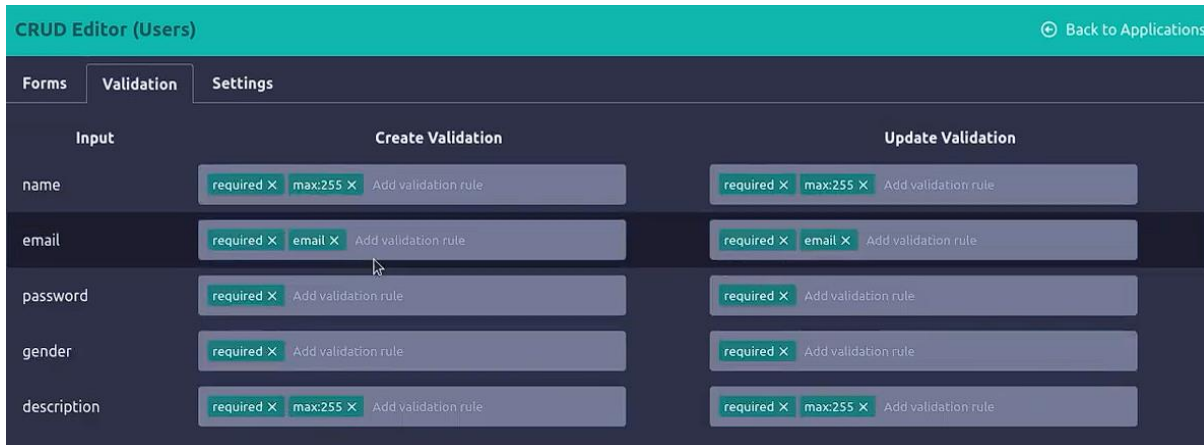 CRUD Editor (Users) Back to Applications
Forms Validation Settings
Input Create Validation Update Validation
name required × max:255 × Add validation rule required × max:255 × Add validation rule
email required × email × Add validation rule required × email × Add validation rule
password required × Add validation rule required × Add validation rule
gender required × Add validation rule required × Add validation rule
description required × max:255 × Add validation rule required × max:255 × Add validation rule